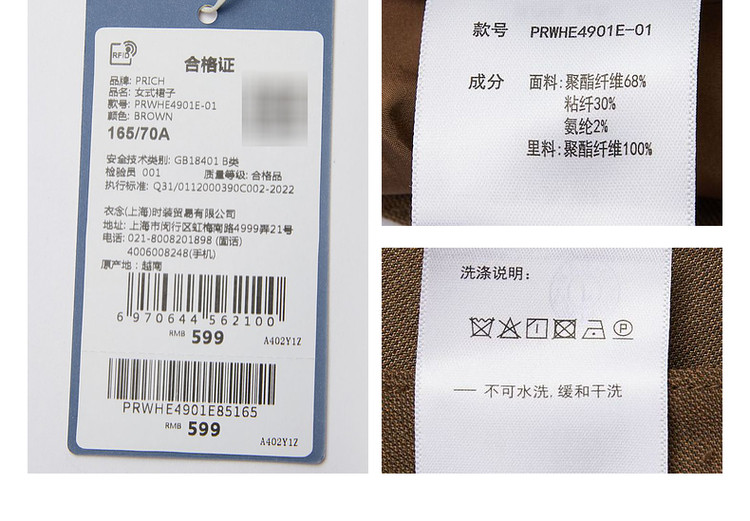 RFID
合格证
品牌: PRICH
品名: 女式裙子
款号: PRWHE4901E-01
颜色: BROWN
165/70A
安全技术类别: GB18401 B类
检验员 001 质量等级: 合格品
执行标准: Q31/0112000390C002-2022
衣念(上海)时装贸易有限公司
地址: 上海市闵行区虹梅南路4999弄21号
电话: 021-8008201898 (固话)
4006008248(手机)
原产地: 越南
6 970644 562100
RMB 599
A402Y1Z
PRWHE4901E85165
RMB 599
A402Y1Z
款号 PRWHE4901E-01
成分 面料:聚酯纤维68%
粘纤30%
氨纶2%
里料:聚酯纤维100%
洗涤说明:
P
— 不可水洗,缓和干洗